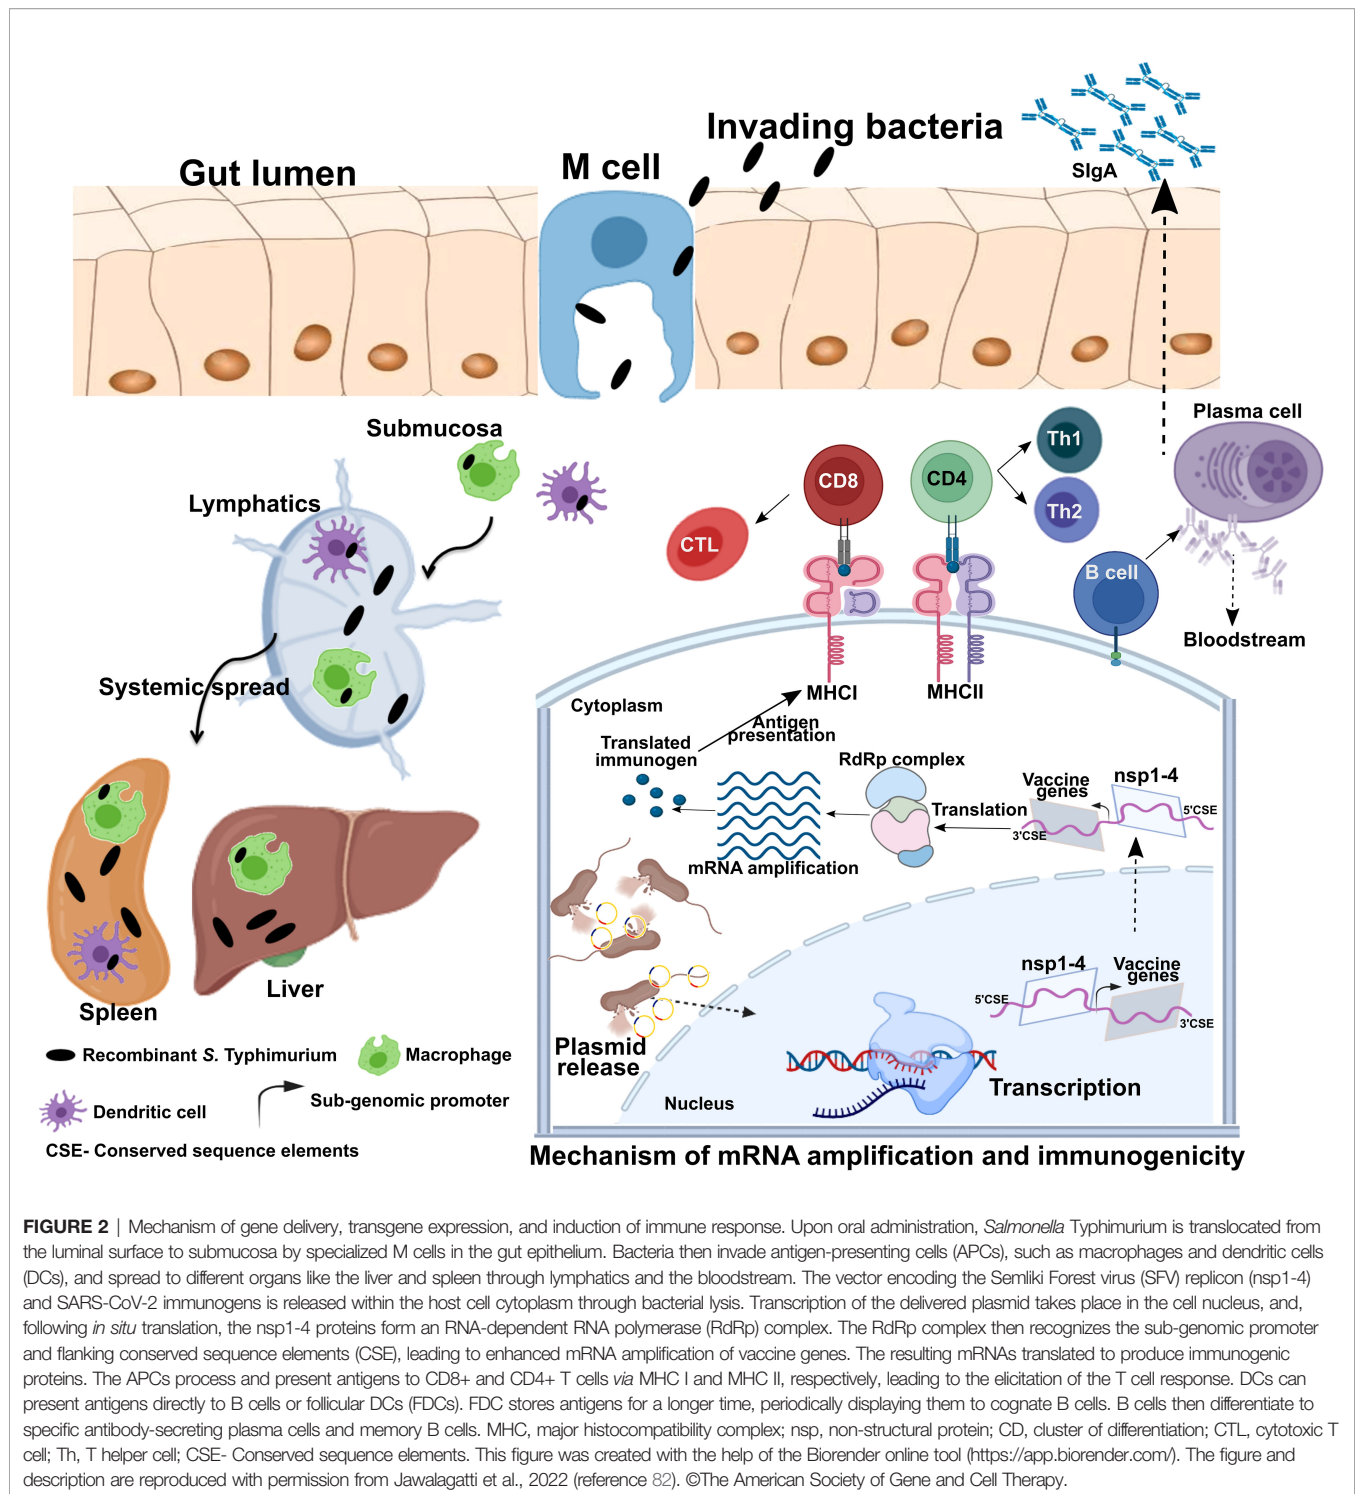 Invading bacteria
SIgA
Gut lumen
M cell
Submucosa
Lymphatics
Systemic spread
Spleen
Liver
Plasma cell
Th1
Th2
CD8
CD4
CTL
B cell
Bloodstream
MHCI
MHCII
Cytoplasm
Antigen
presentation
Translated
immunogen
RdRp complex
Translation
Vaccine
genes
nsp1-4
5'CSE
3'CSE
mRNA amplification
nsp1-4
Vaccine
genes
5'CSE
3'CSE
Plasmid
release
Transcription
Nucleus
Mechanism of mRNA amplification and immunogenicity
Recombinant S. Typhimurium
Macrophage
Dendritic cell
Sub-genomic promoter
CSE- Conserved sequence elements
FIGURE 2 | Mechanism of gene delivery, transgene expression, and induction of immune response. Upon oral administration, Salmonella Typhimurium is translocated from
the luminal surface to submucosa by specialized M cells in the gut epithelium. Bacteria then invade antigen-presenting cells (APCs), such as macrophages and dendritic cells
(DCs), and spread to different organs like the liver and spleen through lymphatics and the bloodstream. The vector encoding the Semliki Forest virus (SFV) replicon (nsp1-4)
and SARS-CoV-2 immunogens is released within the host cell cytoplasm through bacterial lysis. Transcription of the delivered plasmid takes place in the cell nucleus, and,
following in situ translation, the nsp1-4 proteins form an RNA-dependent RNA polymerase (RdRp) complex. The RdRp complex then recognizes the sub-genomic promoter
and flanking conserved sequence elements (CSE), leading to enhanced mRNA amplification of vaccine genes. The resulting mRNAs translated to produce immunogenic
proteins. The APCs process and present antigens to CD8+ and CD4+ T cells via MHC I and MHC II, respectively, leading to the elicitation of the T cell response. DCs can
present antigens directly to B cells or follicular DCs (FDCs). FDC stores antigens for a longer time, periodically displaying them to cognate B cells. B cells then differentiate to
specific antibody-secreting plasma cells and memory B cells. MHC, major histocompatibility complex; nsp, non-structural protein; CD, cluster of differentiation; CTL, cytotoxic T
cell; Th, T helper cell; CSE- Conserved sequence elements. This figure was created with the help of the Biorender online tool (https://app.biorender.com/). The figure and
description are reproduced with permission from Jawalagatti et al., 2022 (reference 82). ©The American Society of Gene and Cell Therapy.